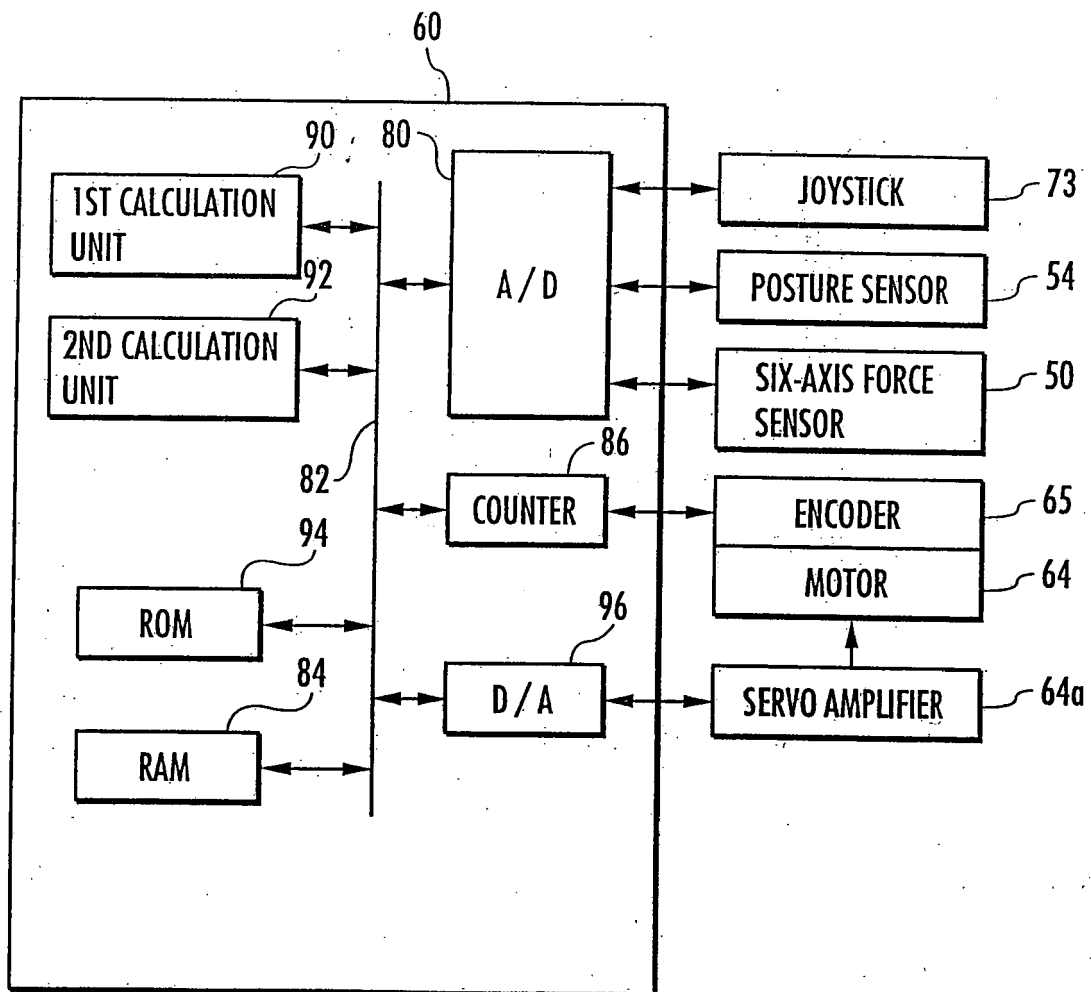 60
90
80
1ST CALCULATION
UNIT
JOYSTICK
73
A/D
92
POSTURE SENSOR
54
2ND CALCULATION
UNIT
SIX-AXIS FORCE
SENSOR
50
82
86
COUNTER
ENCODER
65
94
MOTOR
64
ROM
96
84
D/A
SERVO AMPLIFIER
64a
RAM